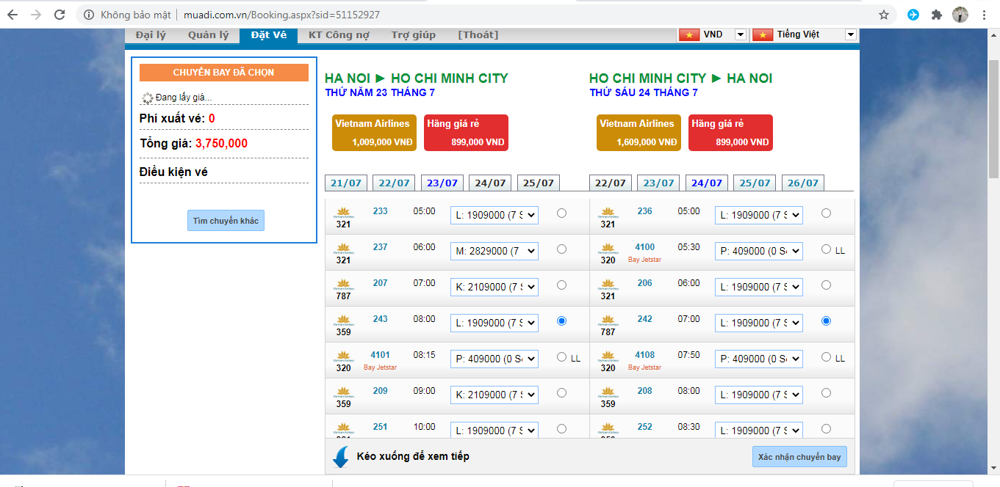 Không bảo mật
muadi.com.vn/Booking.aspx?sid=51152927
Đại lý Quản lý Đặt Vé KT Công nợ Trợ giúp [Thoát] VND Tiếng Việt
CHUYẾN BAY ĐÃ CHỌN
Đang lấy giá...
Phí xuất vé: 0
Tổng giá: 3,750,000
Điều kiện vé
Tìm chuyến khác
HA NOI ► HO CHI MINH CITY
THỨ NĂM 23 THÁNG 7
Vietnam Airlines
1,009,000 VNĐ
Hãng giá rẻ
899,000 VND
21/07 22/07 23/07 24/07 25/07
233 05:00 L: 1909000 (7 S
321
237 06:00 M: 2829000 (7
321
207 07:00 K: 2109000 (7 S
787
243 08:00 L: 1909000 (7 S
359
4101 08:15 P: 409000 (0 S LL
320 Bay Jetstar
209 09:00 K: 2109000 (7 S
359
251 10:00 L: 1909000 (7 S
HO CHI MINH CITY ► HA NOI
THỨ SÁU 24 THÁNG 7
Vietnam Airlines
1,609,000 VNĐ
Hãng giá rẻ
899,000 VND
22/07 23/07 24/07 25/07 26/07
236 05:00 L: 1909000 (7 S
321
4100 05:30 P: 409000 (0 S LL
320 Bay Jetstar
206 06:00 L: 1909000 (7 S
321
242 07:00 L: 1909000 (7 S
787
4108 07:50 P: 409000 (0 S LL
320 Bay Jetstar
208 08:00 L: 1909000 (7 S
359
252 08:30 L: 1909000 (7 S
Kéo xuống để xem tiếp
Xác nhận chuyến bay